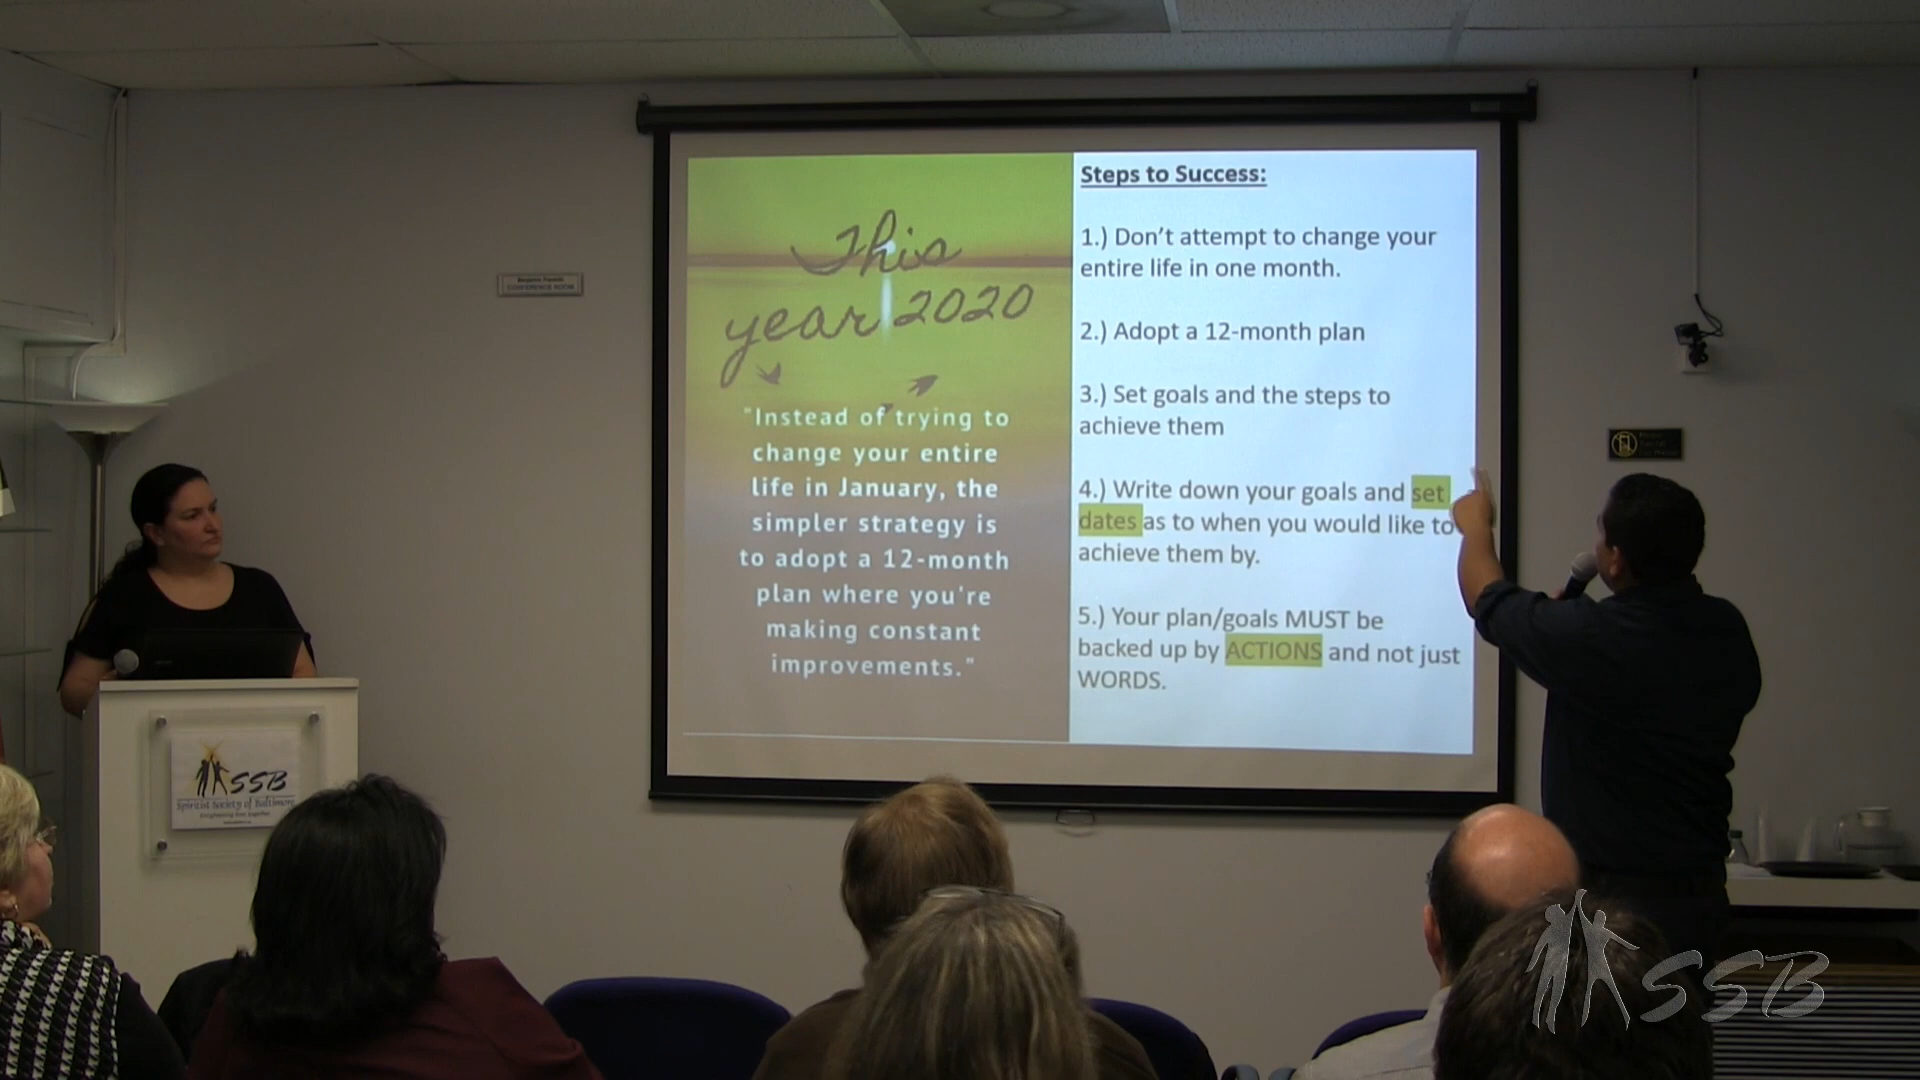 This
year 2020
"Instead of trying to
change your entire
life in January, the
simpler strategy is
to adopt a 12-month
plan where you're
making constant
improvements."
Steps to Success:
1.) Don't attempt to change your
entire life in one month.
2.) Adopt a 12-month plan
3.) Set goals and the steps to
achieve them
4.) Write down your goals and set
dates as to when you would like to
achieve them by.
5.) Your plan/goals MUST be
backed up by ACTIONS and not just
WORDS.
CONFERENCE ROOM
SSB
Spiritist Society of Baltimore
SSB